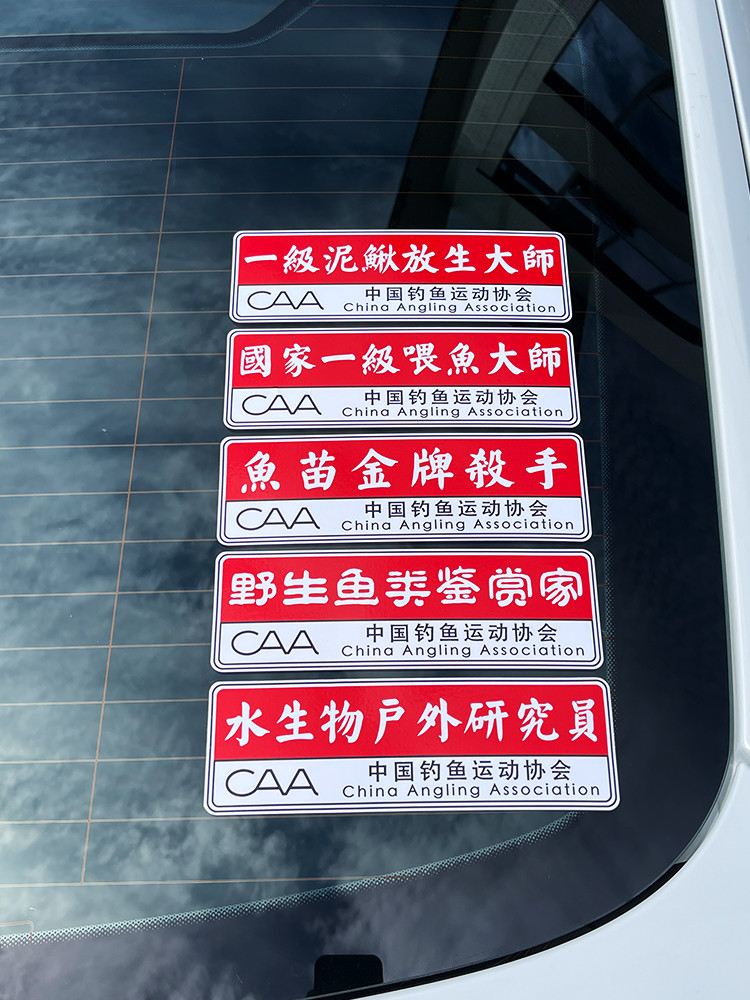 一級泥鰍放生大師
CAA 中国钓鱼运动协会
China Angling Association
國家一級喂魚大師
CAA 中国钓鱼运动协会
China Angling Association
魚苗金牌殺手
CAA 中国钓鱼运动协会
China Angling Association
野生鱼类鉴赏家
CAA 中国钓鱼运动协会
China Angling Association
水生物戶外研究員
CAA 中国钓鱼运动协会
China Angling Association